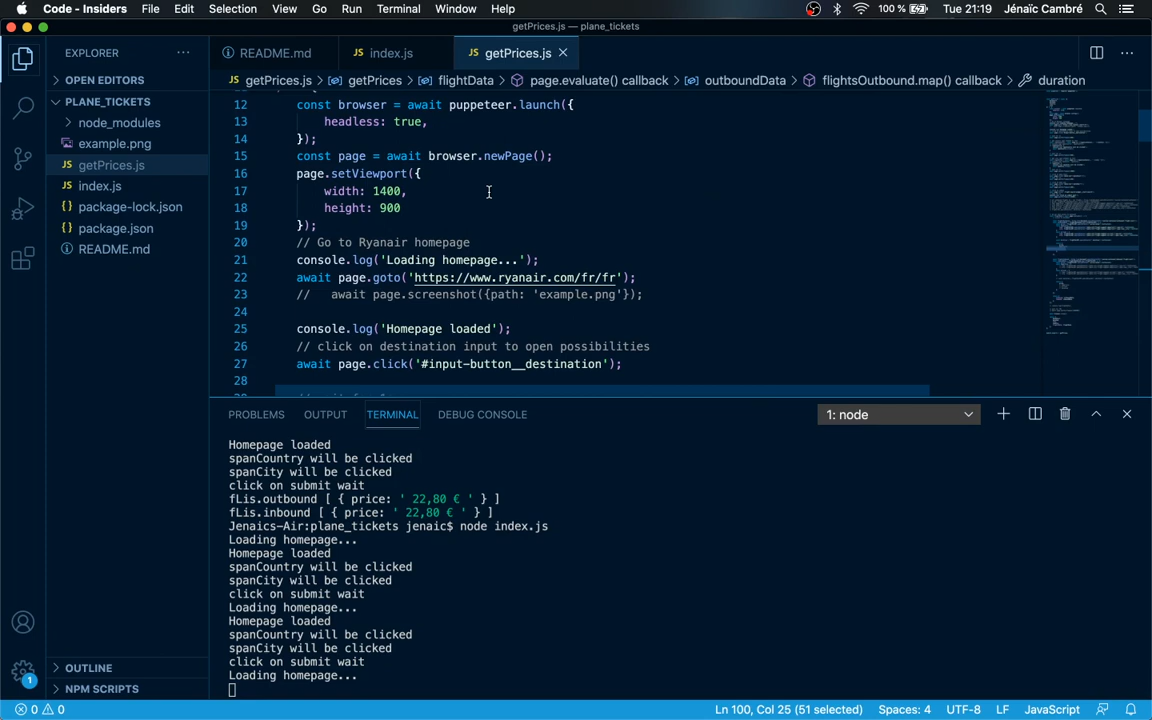 Code - Insiders File Edit Selection View Go Run Terminal Window Help 100 % Tue 21:19 Jénaïc Cambré
getPrices.js — plane_tickets
EXPLORER ... README.md JS index.js JS getPrices.js
OPEN EDITORS
JS getPrices.js > getPrices > flightData > page.evaluate() callback > outboundData > flightsOutbound.map() callback > duration
PLANE_TICKETS
node_modules
example.png
JS getPrices.js
JS index.js
{} package-lock.json
{} package.json
README.md
12 const browser = await puppeteer.launch({
13 headless: true,
14 });
15 const page = await browser.newPage();
16 page.setViewport({
17 width: 1400,
18 height: 900
19 });
20 // Go to Ryanair homepage
21 console.log('Loading homepage...');
22 await page.goto('https://www.ryanair.com/fr/fr');
23 // await page.screenshot({path: 'example.png'});
24
25 console.log('Homepage loaded');
26 // click on destination input to open possibilities
27 await page.click('#input-button__destination');
28
PROBLEMS OUTPUT TERMINAL DEBUG CONSOLE 1: node
Homepage loaded
spanCountry will be clicked
spanCity will be clicked
click on submit wait
fLis.outbound [ { price: ' 22,80 € ' } ]
fLis.inbound [ { price: ' 22,80 € ' } ]
Jenaics-Air:plane_tickets jenaic$ node index.js
Loading homepage...
Homepage loaded
spanCountry will be clicked
spanCity will be clicked
click on submit wait
Loading homepage...
Homepage loaded
spanCountry will be clicked
spanCity will be clicked
click on submit wait
Loading homepage...
OUTLINE
NPM SCRIPTS
1
0 0 Ln 100, Col 25 (51 selected) Spaces: 4 UTF-8 LF JavaScript